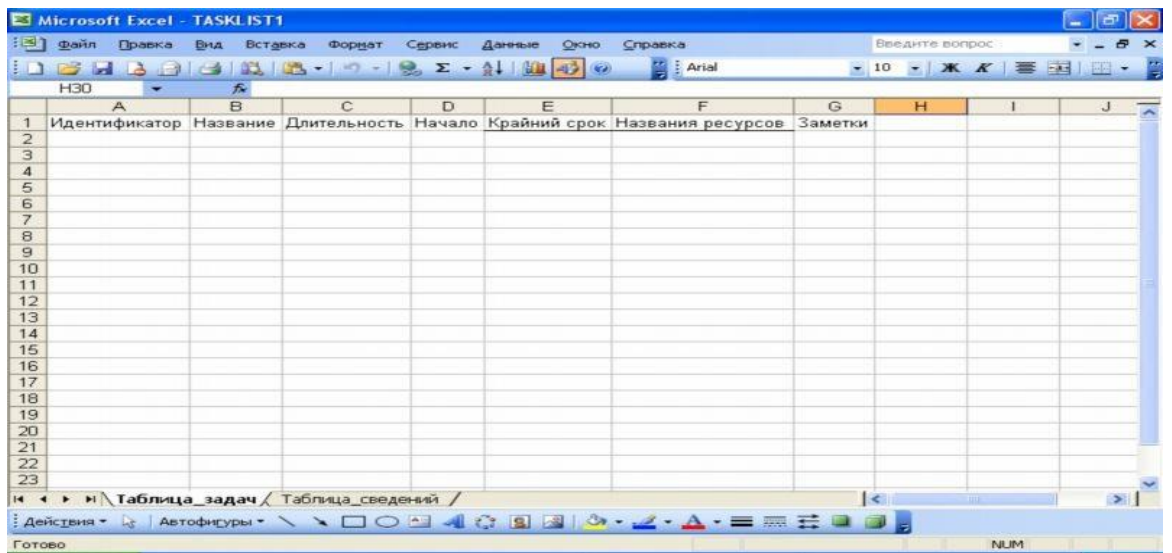 Microsoft Excel - TASKLIST1
Файл Правка Вид Вставка Формат Сервис Данные Окно Справка Введите вопрос
Σ Arial 10 Ж К
H30 fx
A B C D E F G H I J
1 Идентификатор Название Длительность Начало Крайний срок Названия ресурсов Заметки
2
3
4
5
6
7
8
9
10
11
12
13
14
15
16
17
18
19
20
21
22
23
Таблица_задач Таблица_сведений
Действия Автофигуры
Готово NUM